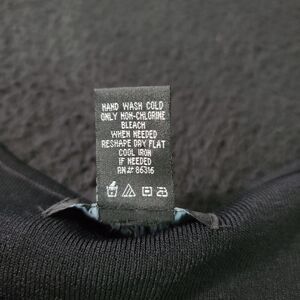 HAND WASH COLD
ONLY NON-CHLORINE
BLEACH
WHEN NEEDED
RESHAPE DRY FLAT
COOL IRON
IF NEEDED
RN# 86316